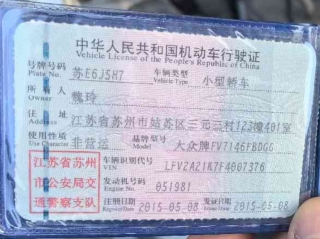 中华人民共和国机动车行驶证
Vehicle License of the People's Republic of China
号牌号码 苏E6J5H7 车辆类型 小型轿车
Plate No. Vehicle Type
所有人 魏玲
Owner
住址 江苏省苏州市姑苏区三元三村123幢401室
Address
使用性质 非营运 品牌型号 大众牌FV7146FBDGG
Use Character Model
江苏省苏州 车辆识别代号 LFV2A21K7F4007376
VIN
市公安局交 发动机号码 051981
Engine No.
通警察支队 注册日期 2015-05-08 发证日期 2015-05-08
Register Date Issue Date